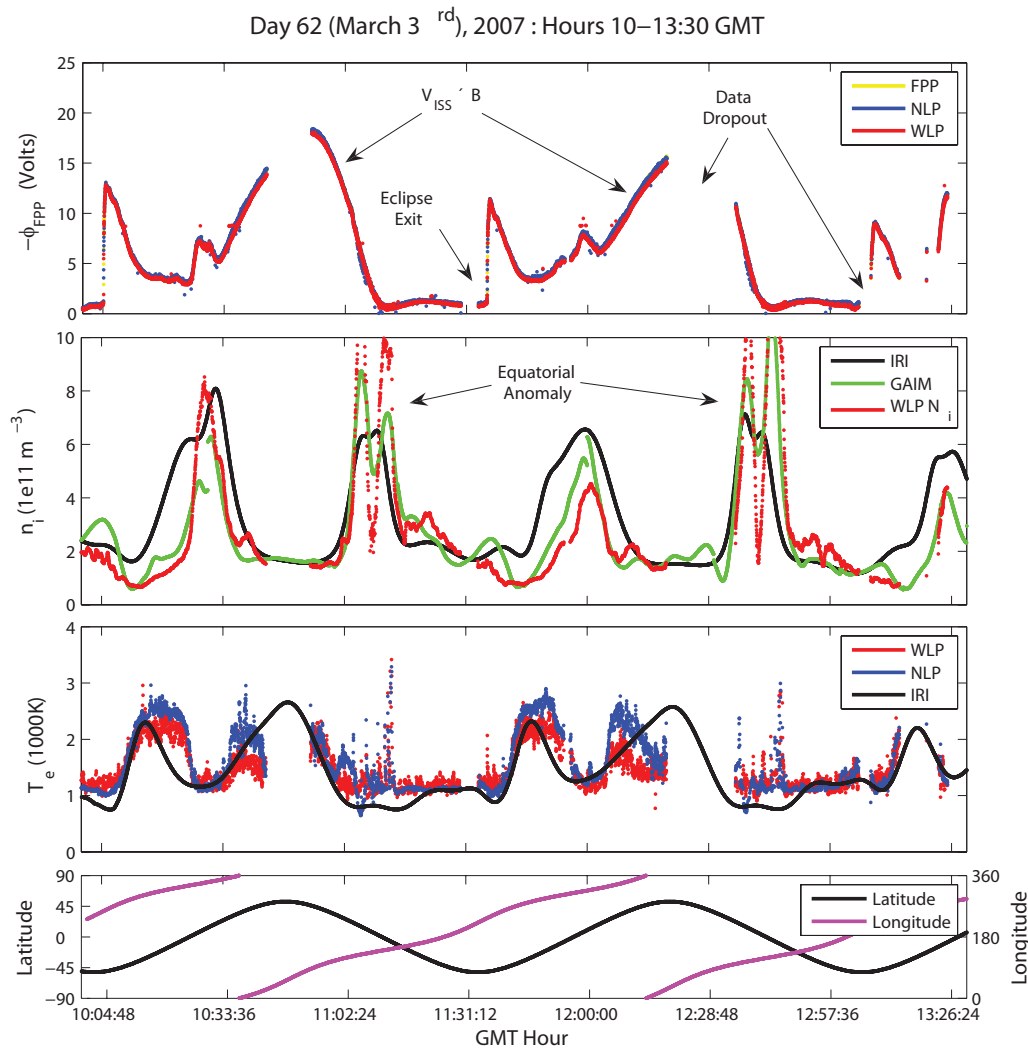 Day 62 (March 3 rd), 2007 : Hours 10−13:30 GMT
25
20
15
10
5
0
−ϕFPP (Volts)
VISS ´ B
Data
Dropout
Eclipse
Exit
FPP
NLP
WLP
10
8
6
4
2
0
ni (1e11 m −3)
Equatorial
Anomaly
IRI
GAIM
WLP N i
4
3
2
1
0
Te (1000K)
WLP
NLP
IRI
90
45
0
−45
−90
Latitude
Latitude
Longitude
360
180
0
Longitude
10:04:48 10:33:36 11:02:24 11:31:12 12:00:00 12:28:48 12:57:36 13:26:24
GMT Hour